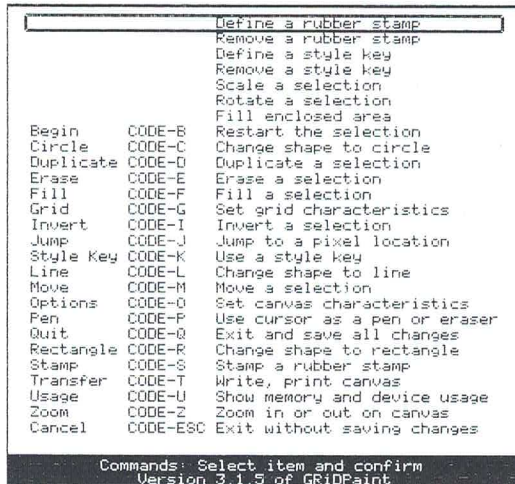 Define a rubber stamp
Remove a rubber stamp
Define a style key
Remove a style key
Scale a selection
Rotate a selection
Fill enclosed area
Begin CODE-B Restart the selection
Circle CODE-C Change shape to circle
Duplicate CODE-D Duplicate a selection
Erase CODE-E Erase a selection
Fill CODE-F Fill a selection
Grid CODE-G Set grid characteristics
Invert CODE-I Invert a selection
Jump CODE-J Jump to a pixel location
Style Key CODE-K Use a style key
Line CODE-L Change shape to line
Move CODE-M Move a selection
Options CODE-O Set canvas characteristics
Pen CODE-P Use cursor as a pen or eraser
Quit CODE-Q Exit and save all changes
Rectangle CODE-R Change shape to rectangle
Stamp CODE-S Stamp a rubber stamp
Transfer CODE-T Write, print canvas
Usage CODE-U Show memory and device usage
Zoom CODE-Z Zoom in or out on canvas
Cancel CODE-ESC Exit without saving changes
Commands: Select item and confirm
Version 3.1.5 of GRiDPaint